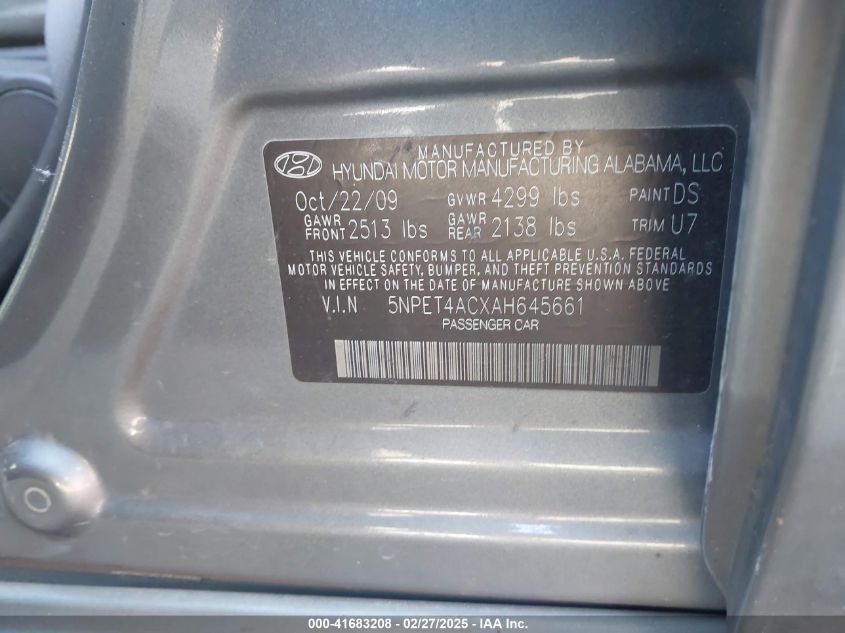 MANUFACTURED BY
HYUNDAI MOTOR MANUFACTURING ALABAMA, LLC
Oct/22/09 GVWR 4299 lbs PAINT DS
GAWR FRONT 2513 lbs GAWR REAR 2138 lbs TRIM U7
THIS VEHICLE CONFORMS TO ALL APPLICABLE U.S.A. FEDERAL
MOTOR VEHICLE SAFETY, BUMPER, AND THEFT PREVENTION STANDARDS
IN EFFECT ON THE DATE OF MANUFACTURE SHOWN ABOVE
V.I.N 5NPET4ACXAH645661
PASSENGER CAR
000-41683208 - 02/27/2025 - IAA Inc.